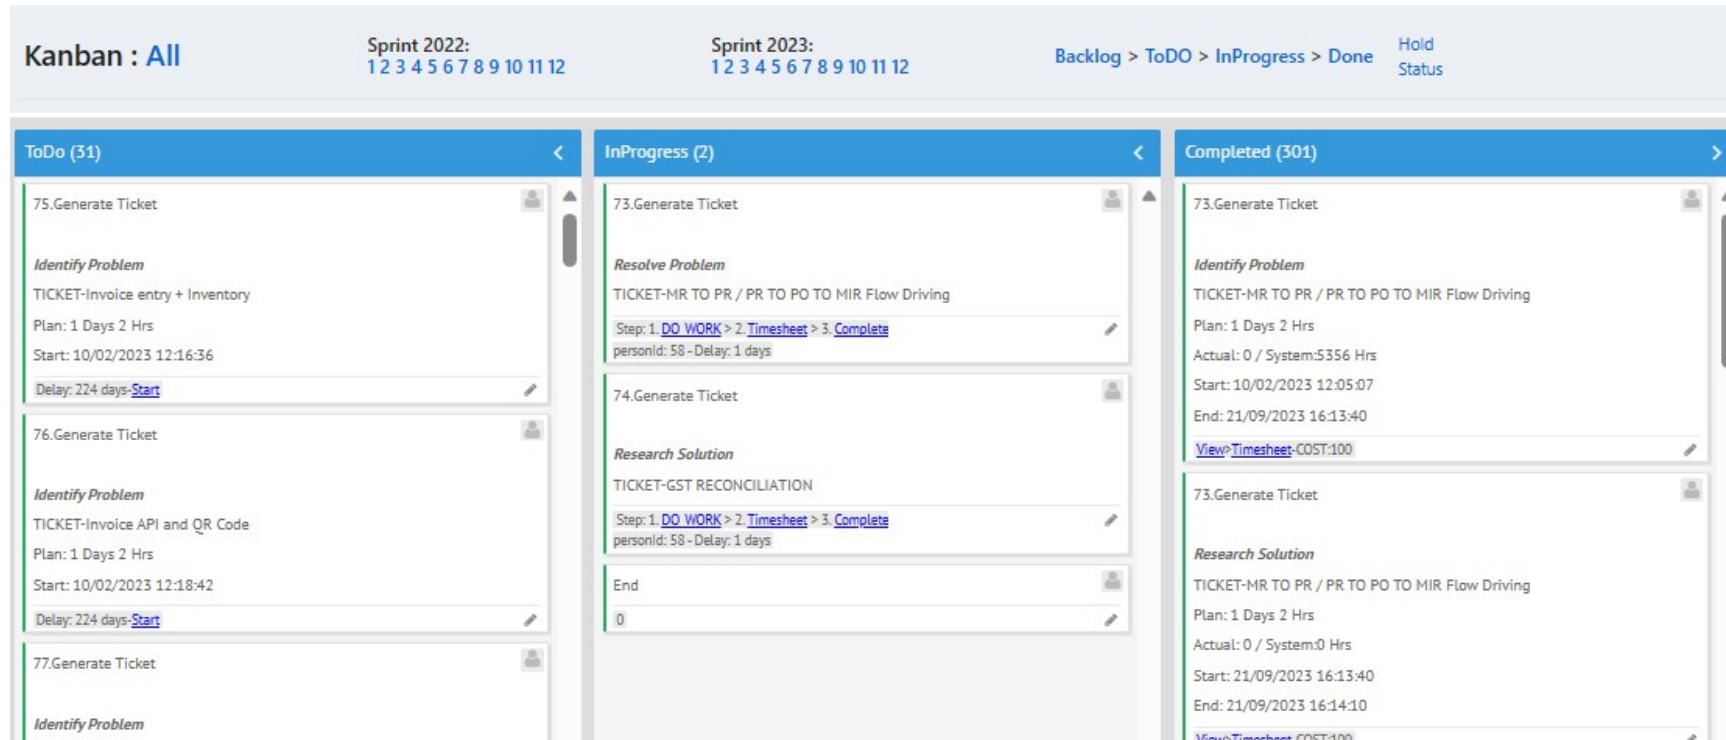 Kanban : All
Sprint 2022:
1 2 3 4 5 6 7 8 9 10 11 12
Sprint 2023:
1 2 3 4 5 6 7 8 9 10 11 12
Backlog > ToDO > InProgress > Done
Hold
Status
ToDo (31)
75.Generate Ticket
Identify Problem
TICKET-Invoice entry + Inventory
Plan: 1 Days 2 Hrs
Start: 10/02/2023 12:16:36
Delay: 224 days-Start
76.Generate Ticket
Identify Problem
TICKET-Invoice API and QR Code
Plan: 1 Days 2 Hrs
Start: 10/02/2023 12:18:42
Delay: 224 days-Start
77.Generate Ticket
Identify Problem
InProgress (2)
73.Generate Ticket
Resolve Problem
TICKET-MR TO PR / PR TO PO TO MIR Flow Driving
Step: 1. DO WORK > 2. Timesheet > 3. Complete
personId: 58 - Delay: 1 days
74.Generate Ticket
Research Solution
TICKET-GST RECONCILIATION
Step: 1. DO WORK > 2. Timesheet > 3. Complete
personId: 58 - Delay: 1 days
End
0
Completed (301)
73.Generate Ticket
Identify Problem
TICKET-MR TO PR / PR TO PO TO MIR Flow Driving
Plan: 1 Days 2 Hrs
Actual: 0 / System:5356 Hrs
Start: 10/02/2023 12:05:07
End: 21/09/2023 16:13:40
View>Timesheet-COST:100
73.Generate Ticket
Research Solution
TICKET-MR TO PR / PR TO PO TO MIR Flow Driving
Plan: 1 Days 2 Hrs
Actual: 0 / System:0 Hrs
Start: 21/09/2023 16:13:40
End: 21/09/2023 16:14:10
View>Timesheet-COST:100